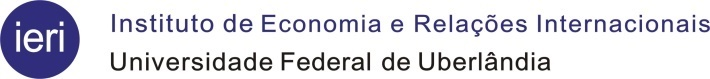 ieri
Instituto de Economia e Relações Internacionais
Universidade Federal de Uberlândia